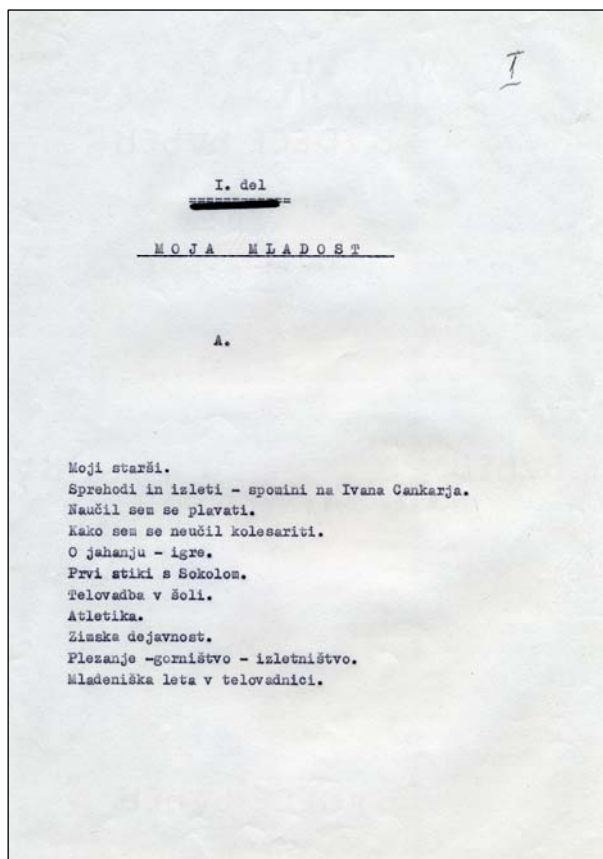 I
I. del
MOJA MLADOST
A.
Moji starši.
Sprehodi in izleti - spomini na Ivana Cankarja.
Naučil sem se plavati.
Kako sem se neučil kolesariti.
O jahanju - igre.
Prvi stiki s Sokolom.
Telovadba v šoli.
Atletika.
Zimska dejavnost.
Plezanje -gorništvo - izletništvo.
Mladeniška leta v telovadnici.